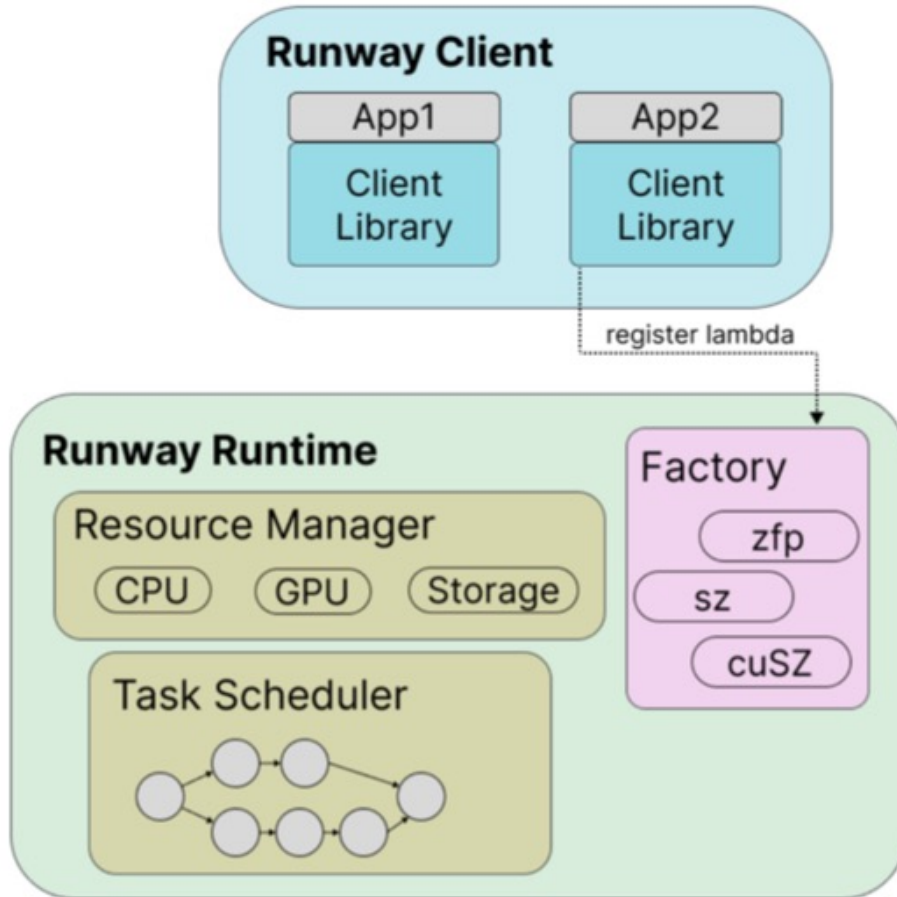 Runway Client
App1
App2
Client
Library
Client
Library
register lambda
Runway Runtime
Factory
zfp
sz
cuSZ
Resource Manager
CPU
GPU
Storage
Task Scheduler